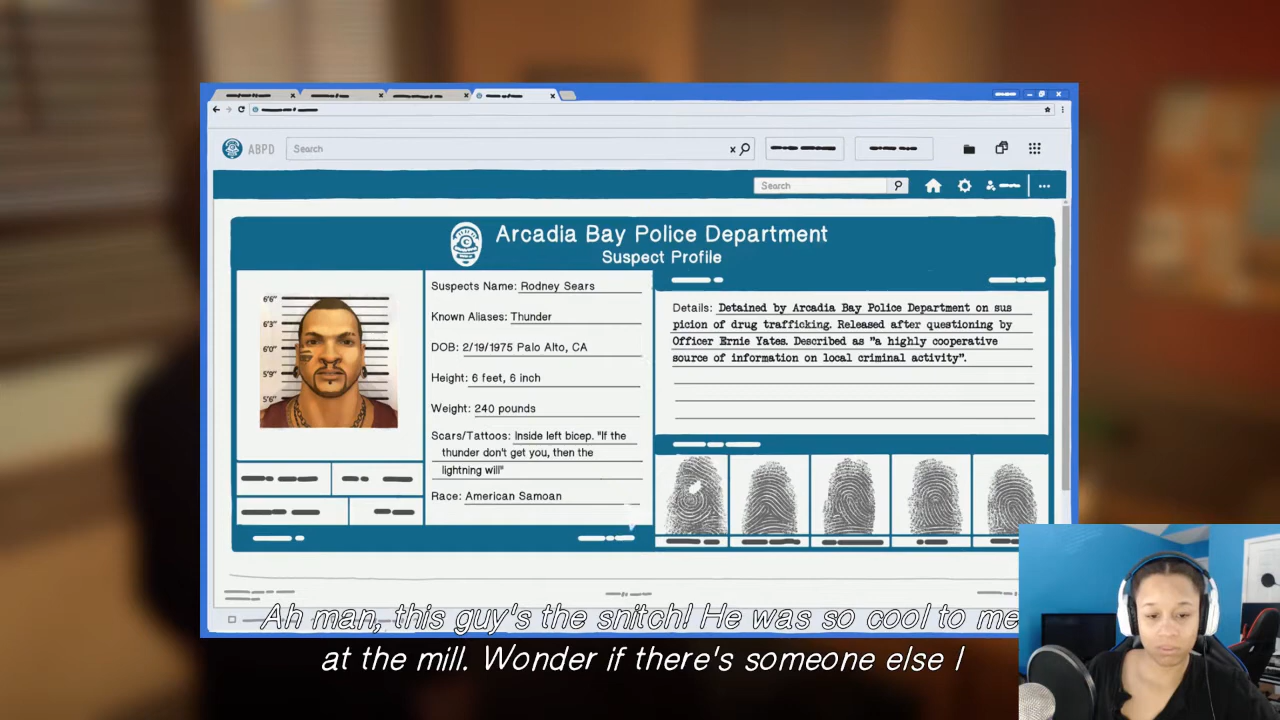 ABPD
Search
Search
Arcadia Bay Police Department
Suspect Profile
6'6"
6'3"
6'0"
5'9"
5'6"
Suspects Name: Rodney Sears
Known Aliases: Thunder
DOB: 2/19/1975 Palo Alto, CA
Height: 6 feet, 6 inch
Weight: 240 pounds
Scars/Tattoos: Inside left bicep. "If the
thunder don't get you, then the
lightning will"
Race: American Samoan
Details: Detained by Arcadia Bay Police Department on sus
picion of drug trafficking. Released after questioning by
Officer Ernie Yates. Described as "a highly cooperative
source of information on local criminal activity".
Ah man, this guy's the snitch! He was so cool to me
at the mill. Wonder if there's someone else I